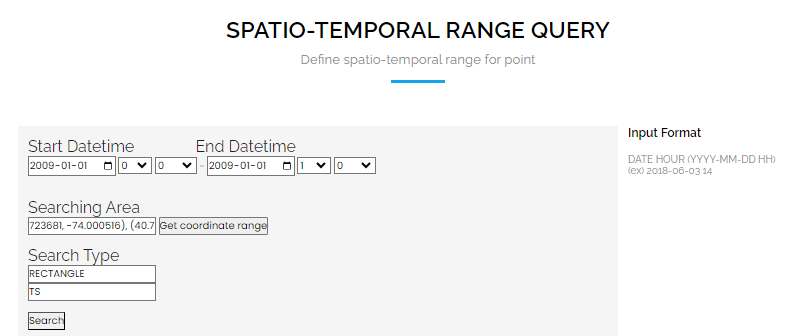 SPATIO-TEMPORAL RANGE QUERY
Define spatio-temporal range for point
Start Datetime End Datetime
2009-01-01 0 0 - 2009-01-01 1 0
Searching Area
723681, -74.000516), (40.7 Get coordinate range
Search Type
RECTANGLE
TS
Search
Input Format
DATE HOUR (YYYY-MM-DD HH)
(ex) 2018-06-03 14